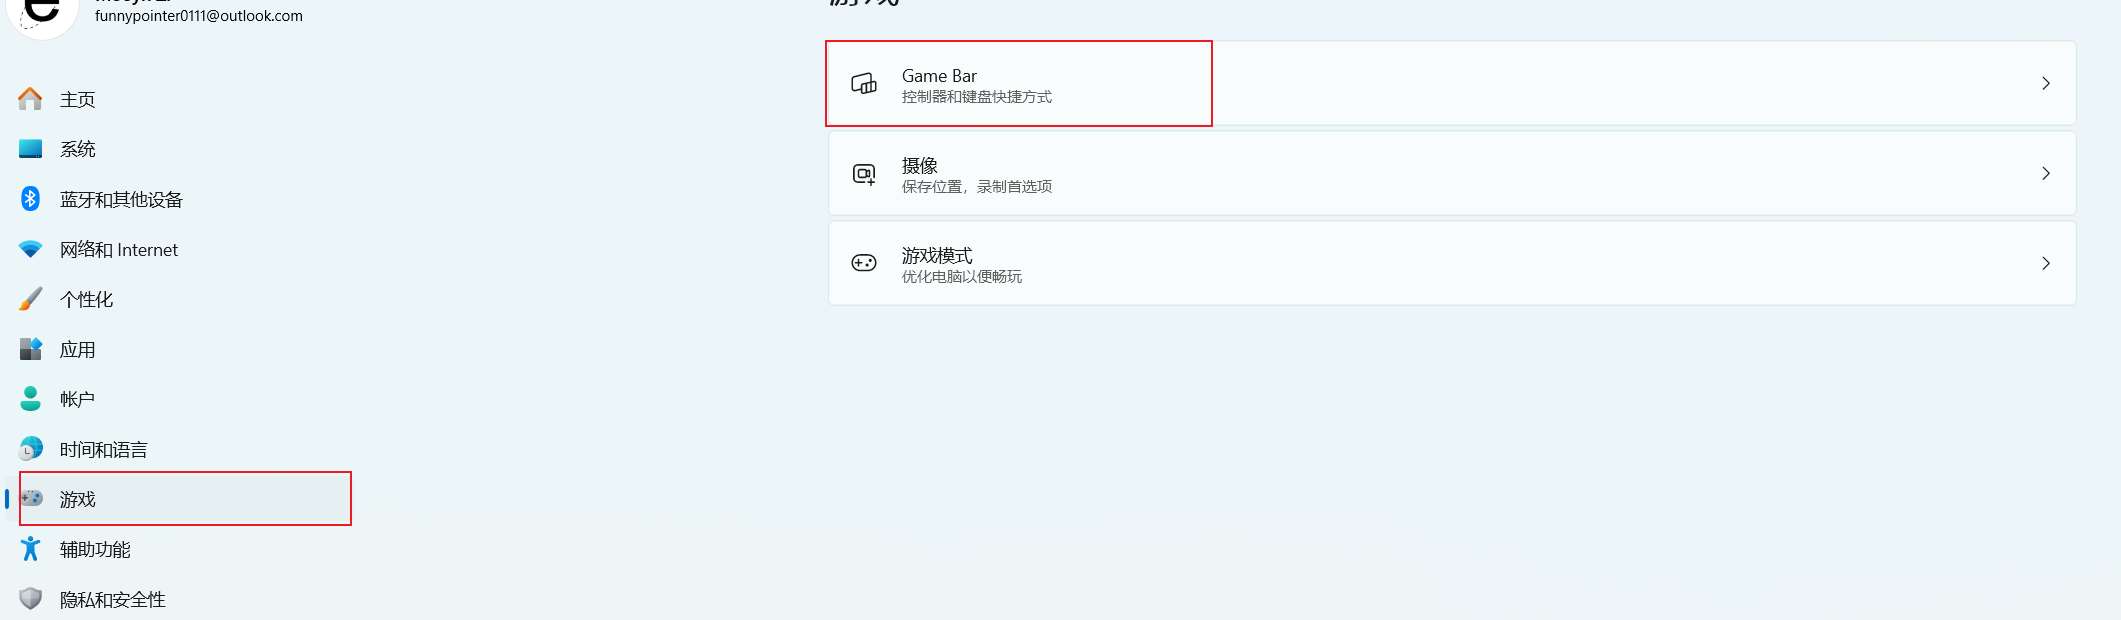 funnypointer0111@outlook.com
主页
系统
蓝牙和其他设备
网络和 Internet
个性化
应用
帐户
时间和语言
游戏
辅助功能
隐私和安全性
游戏
Game Bar
控制器和键盘快捷方式
摄像
保存位置，录制首选项
游戏模式
优化电脑以便畅玩